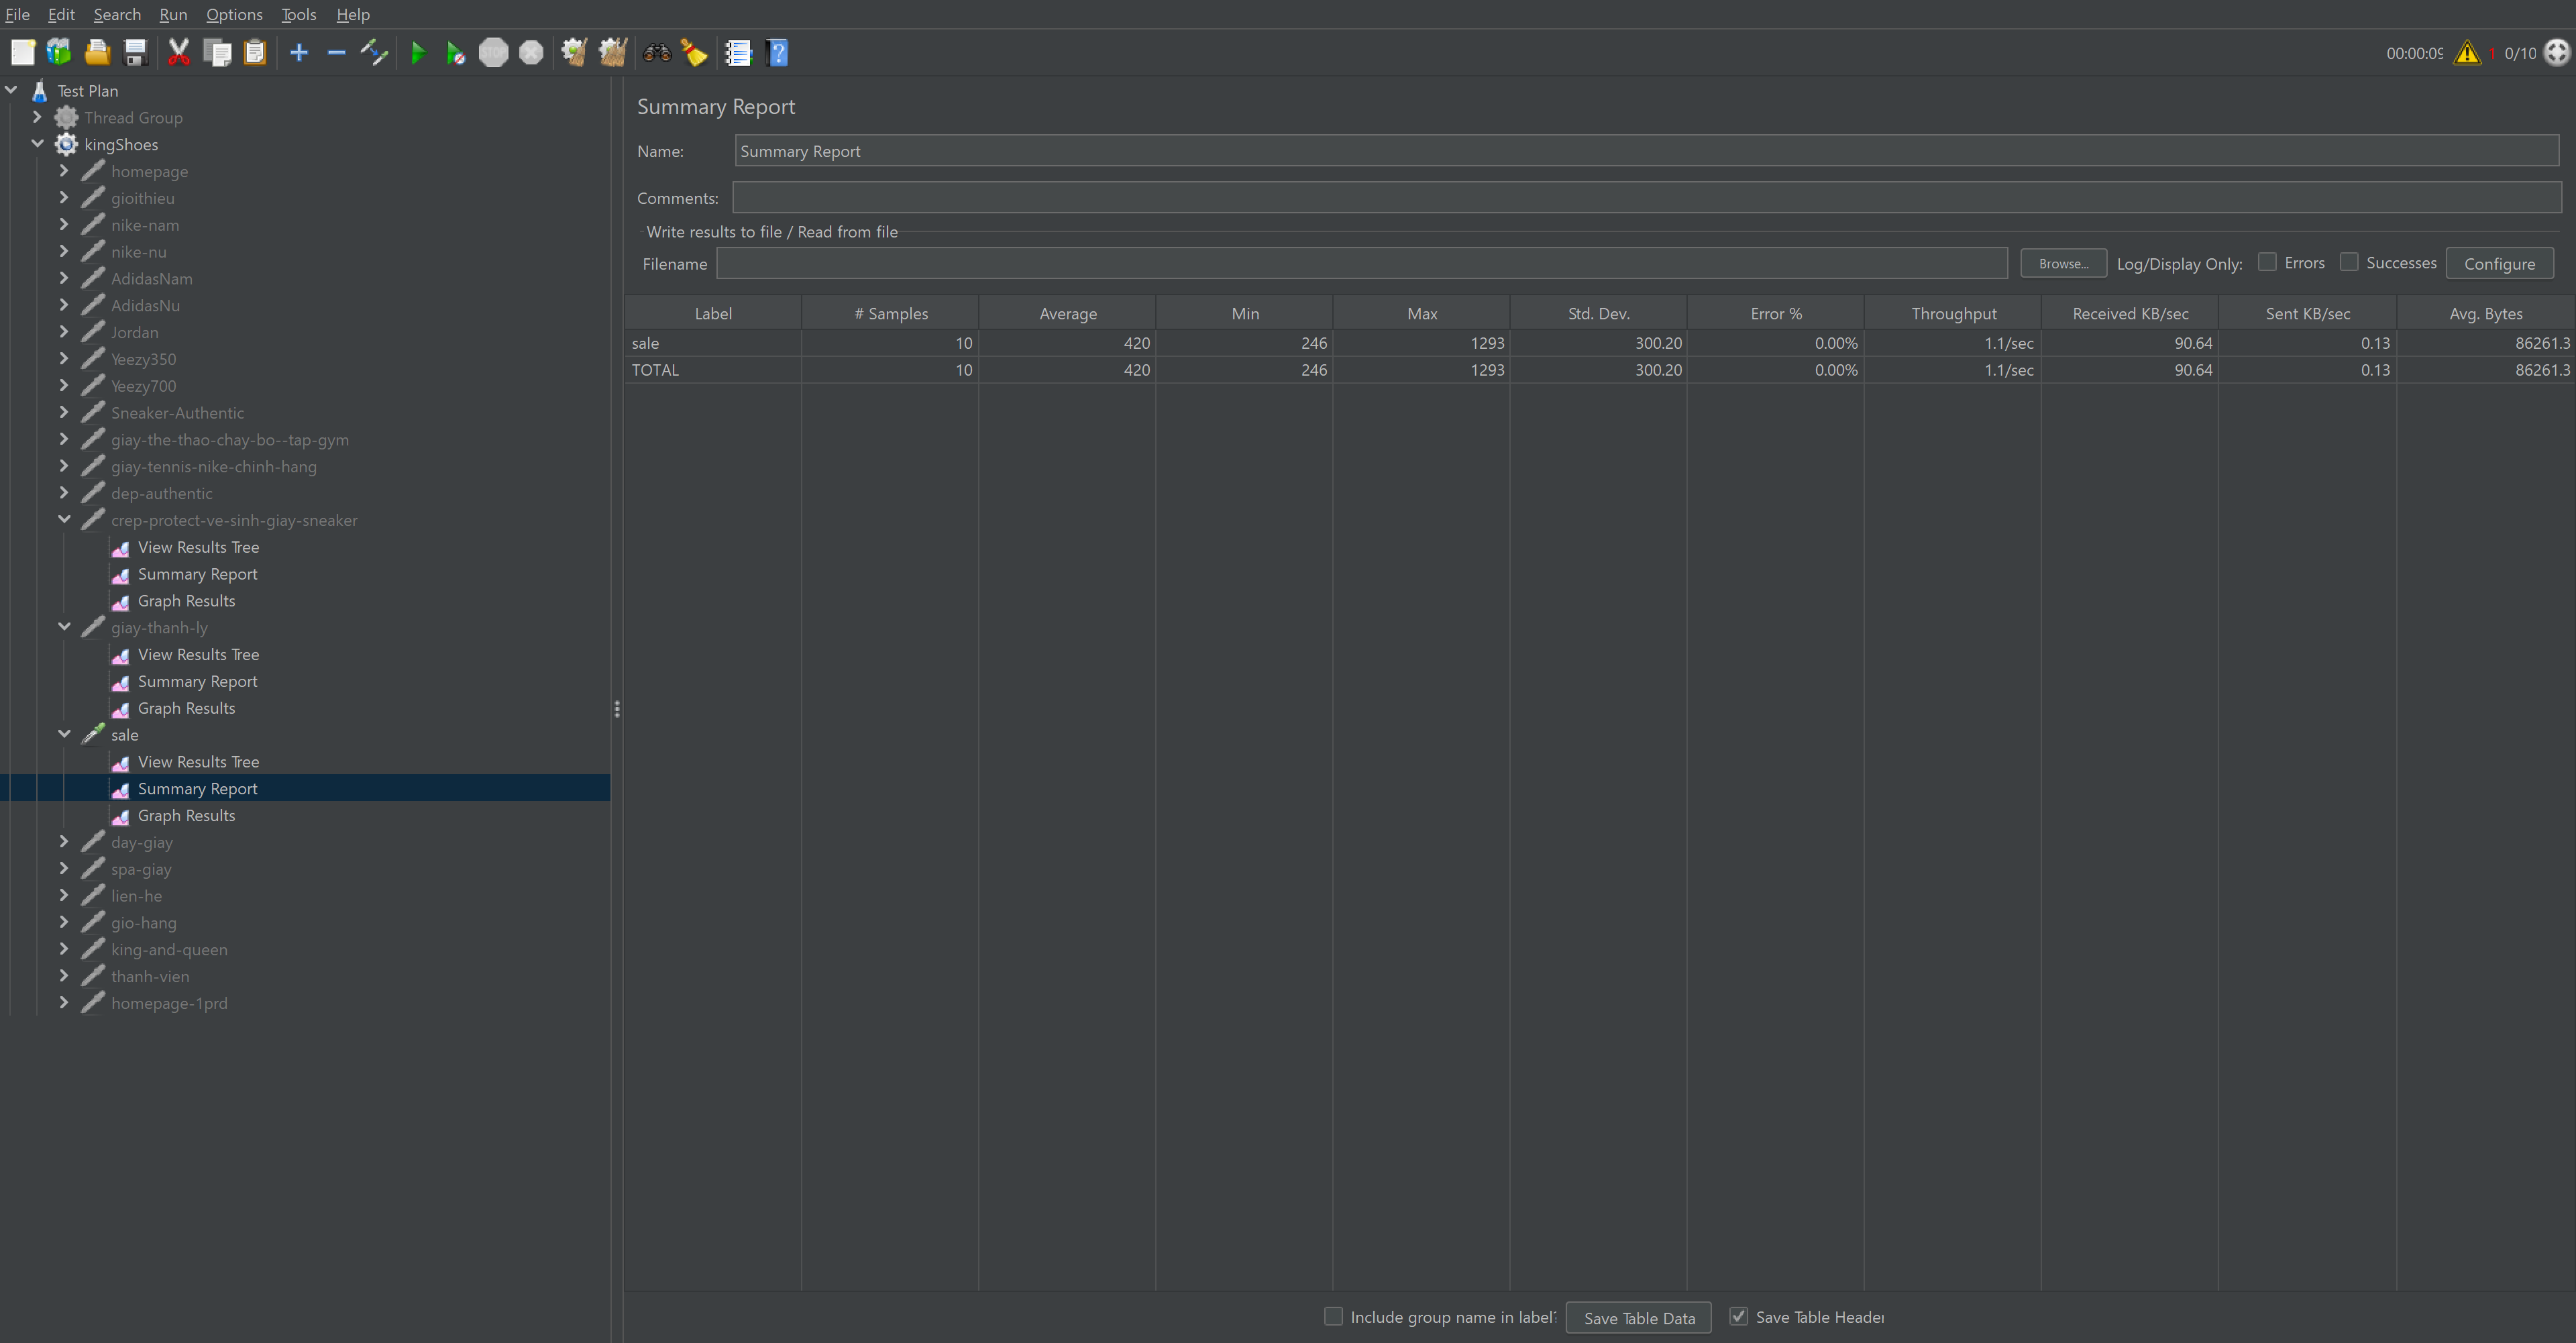 File Edit Search Run Options Tools Help
00:00:09 1 0/10
Test Plan
Thread Group
kingShoes
homepage
gioithieu
nike-nam
nike-nu
AdidasNam
AdidasNu
Jordan
Yeezy350
Yeezy700
Sneaker-Authentic
giay-the-thao-chay-bo--tap-gym
giay-tennis-nike-chinh-hang
dep-authentic
crep-protect-ve-sinh-giay-sneaker
View Results Tree
Summary Report
Graph Results
giay-thanh-ly
View Results Tree
Summary Report
Graph Results
sale
View Results Tree
Summary Report
Graph Results
day-giay
spa-giay
lien-he
gio-hang
king-and-queen
thanh-vien
homepage-1prd
Summary Report
Name: Summary Report
Comments:
Write results to file / Read from file
Filename Browse... Log/Display Only: Errors Successes Configure
Label # Samples Average Min Max Std. Dev. Error % Throughput Received KB/sec Sent KB/sec Avg. Bytes
sale 10 420 246 1293 300.20 0.00% 1.1/sec 90.64 0.13 86261.3
TOTAL 10 420 246 1293 300.20 0.00% 1.1/sec 90.64 0.13 86261.3
Include group name in label? Save Table Data Save Table Header